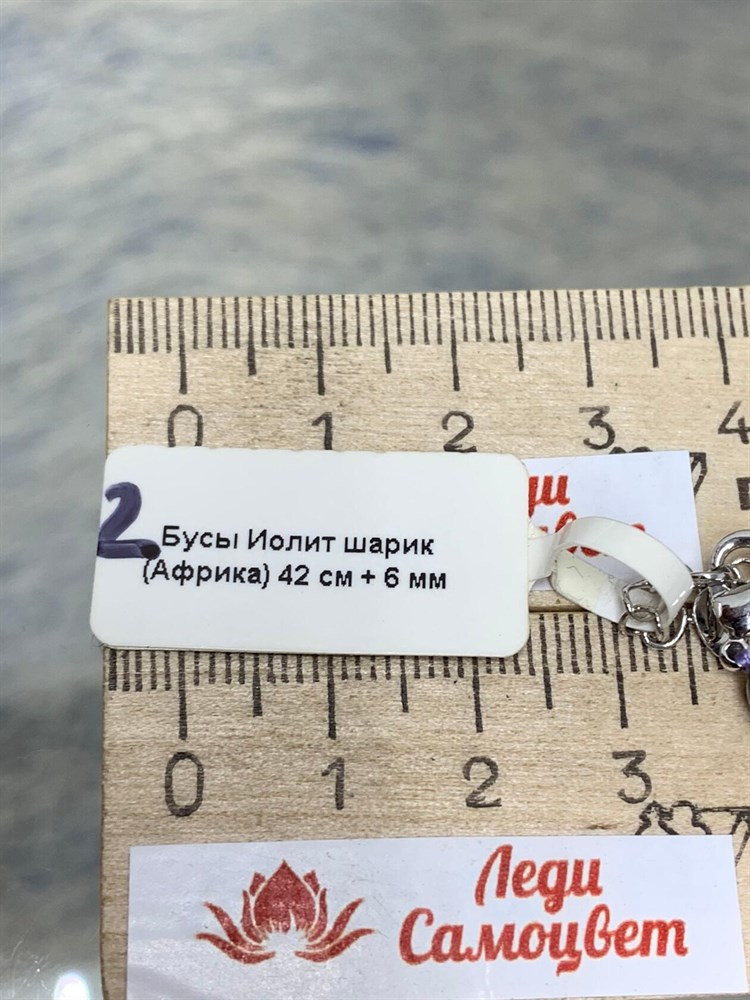 0 1 2 3 4
2
Бусы Иолит шарик
(Африка) 42 см + 6 мм
0 1 2 3
Леди
Самоцвет